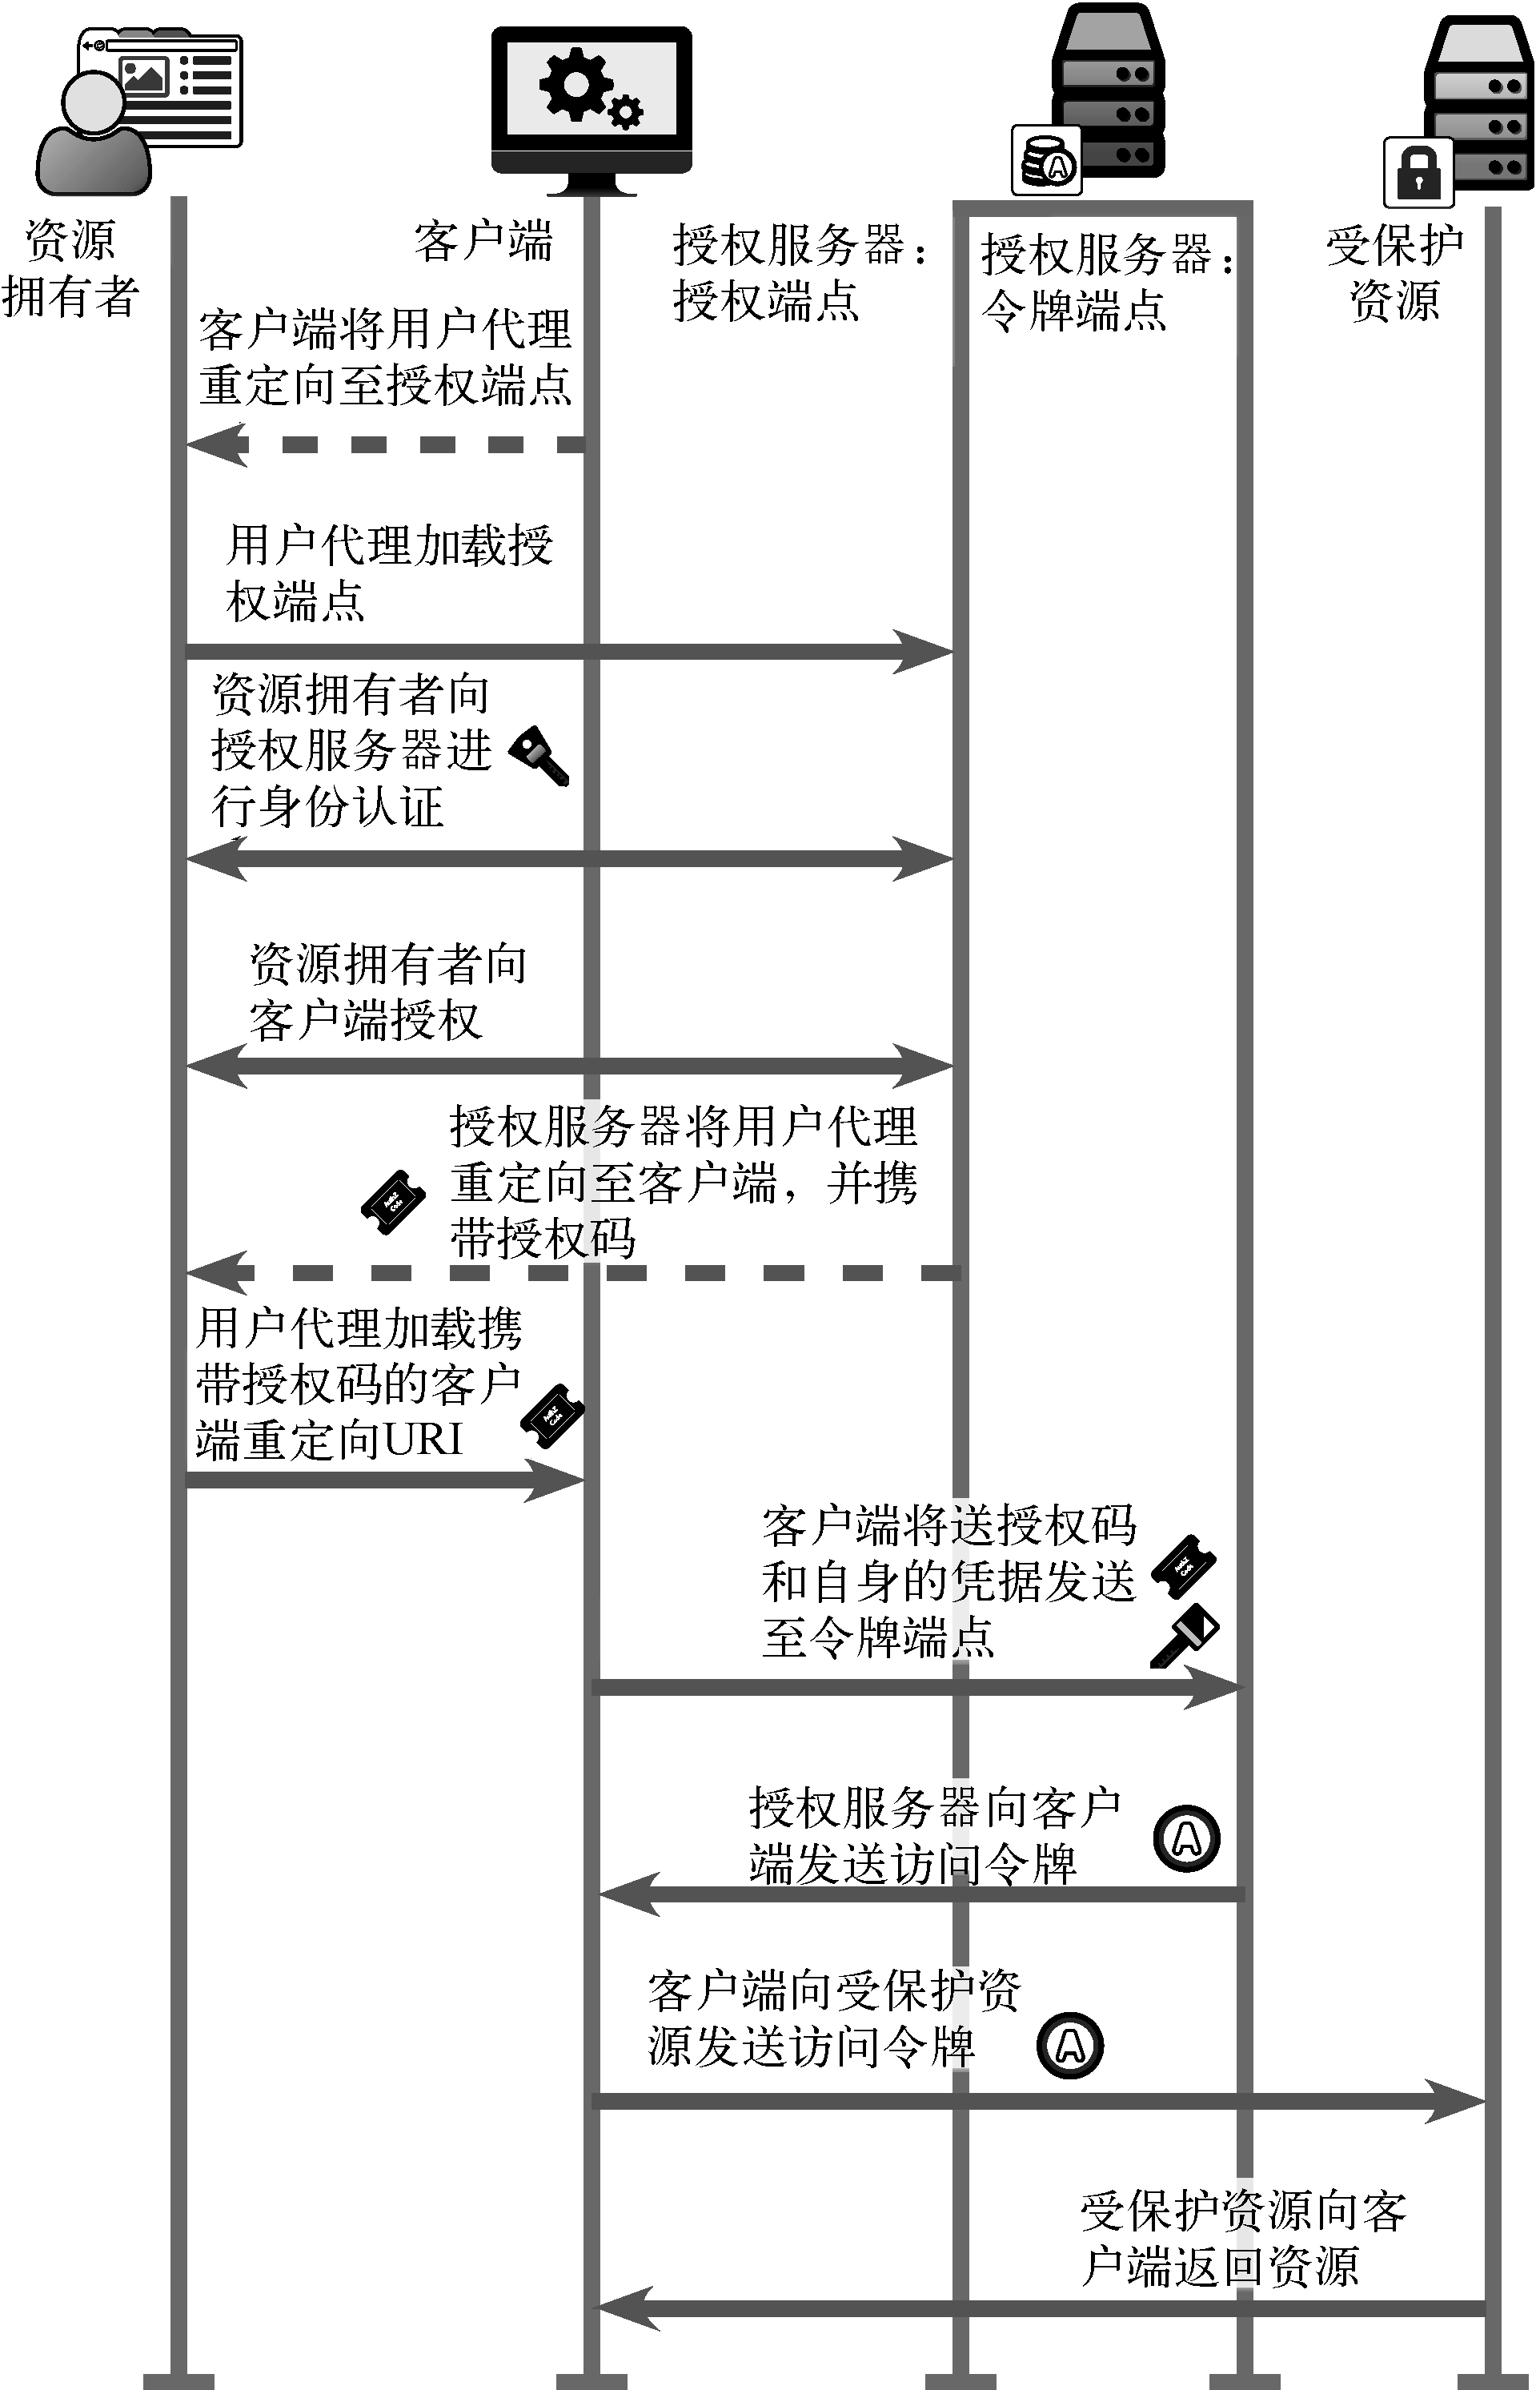 资源
拥有者
客户端
授权服务器：
授权端点
授权服务器：
令牌端点
受保护
资源
客户端将用户代理
重定向至授权端点
用户代理加载授
权端点
资源拥有者向
授权服务器进
行身份认证
资源拥有者向
客户端授权
授权服务器将用户代理
重定向至客户端，并携
带授权码
AuthZ
Code
用户代理加载携
带授权码的客户
端重定向URI
AuthZ
Code
客户端将送授权码
和自身的凭据发送
至令牌端点
AuthZ
Code
授权服务器向客户
端发送访问令牌
A
客户端向受保护资
源发送访问令牌
A
受保护资源向客
户端返回资源